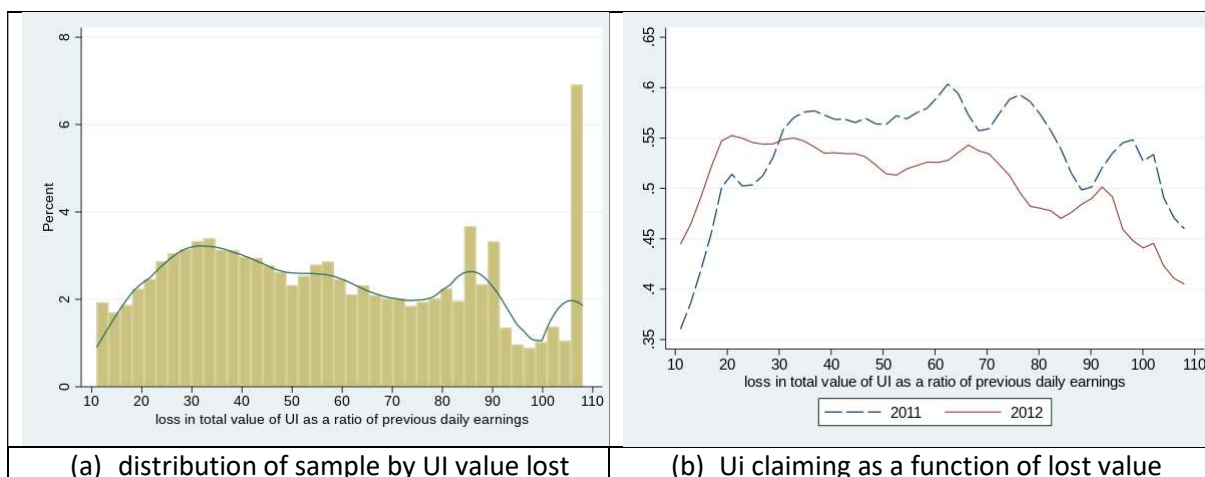 8
6
4
2
0
Percent
10 20 30 40 50 60 70 80 90 100 110
loss in total value of UI as a ratio of previous daily earnings
(a) distribution of sample by UI value lost
.65
.6
.55
.5
.45
.4
.35
10 20 30 40 50 60 70 80 90 100 110
loss in total value of UI as a ratio of previous daily earnings
2011 2012
(b) Ui claiming as a function of lost value